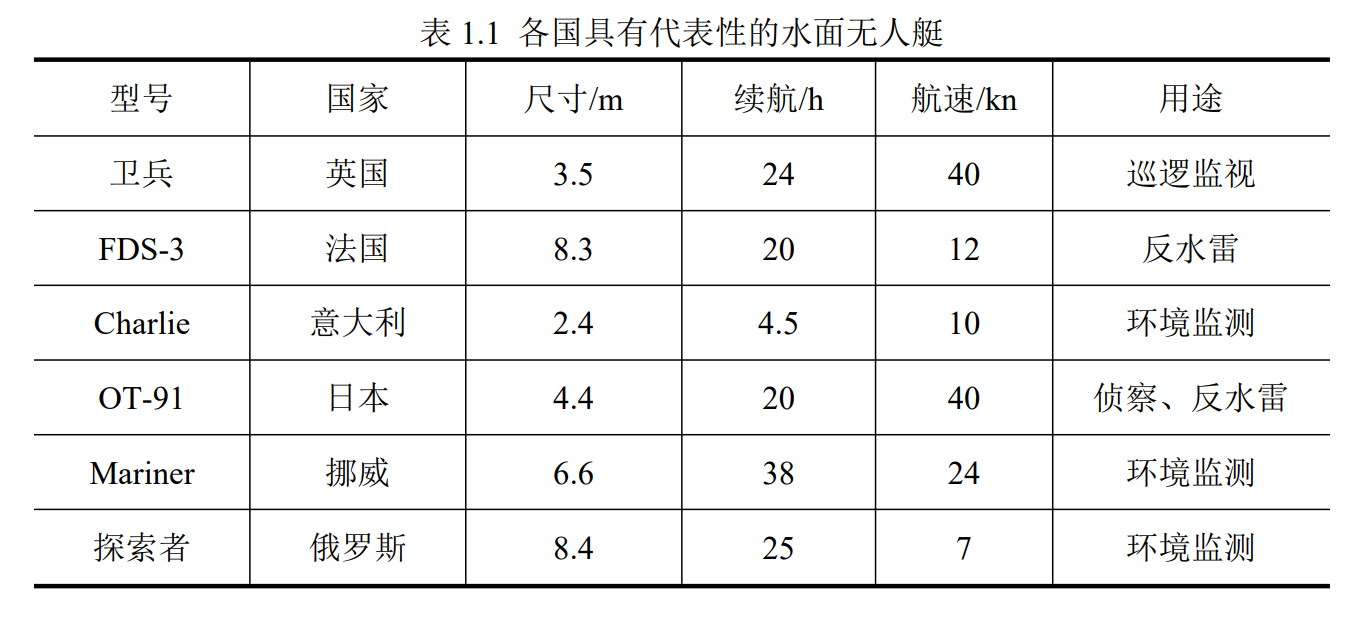 表 1.1 各国具有代表性的水面无人艇
型号 国家 尺寸/m 续航/h 航速/kn 用途
卫兵 英国 3.5 24 40 巡逻监视
FDS-3 法国 8.3 20 12 反水雷
Charlie 意大利 2.4 4.5 10 环境监测
OT-91 日本 4.4 20 40 侦察、反水雷
Mariner 挪威 6.6 38 24 环境监测
探索者 俄罗斯 8.4 25 7 环境监测